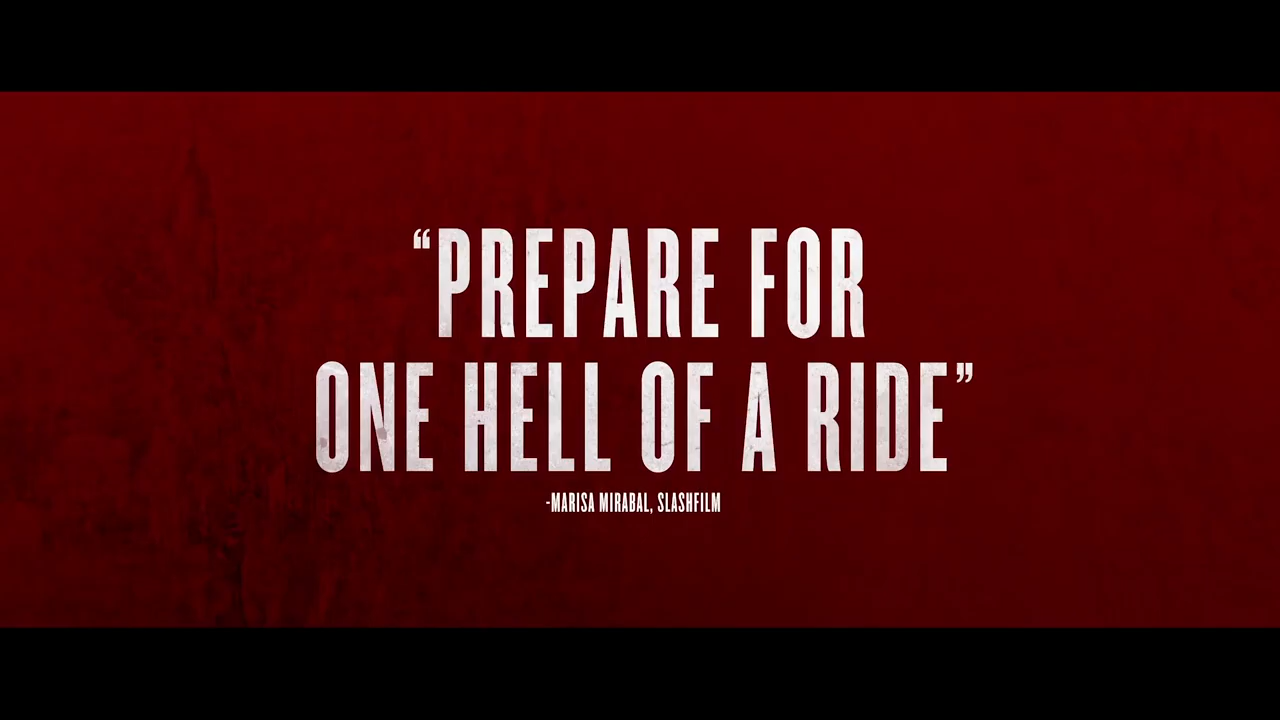 “PREPARE FOR
ONE HELL OF A RIDE”
-MARISA MIRABAL, SLASHFILM